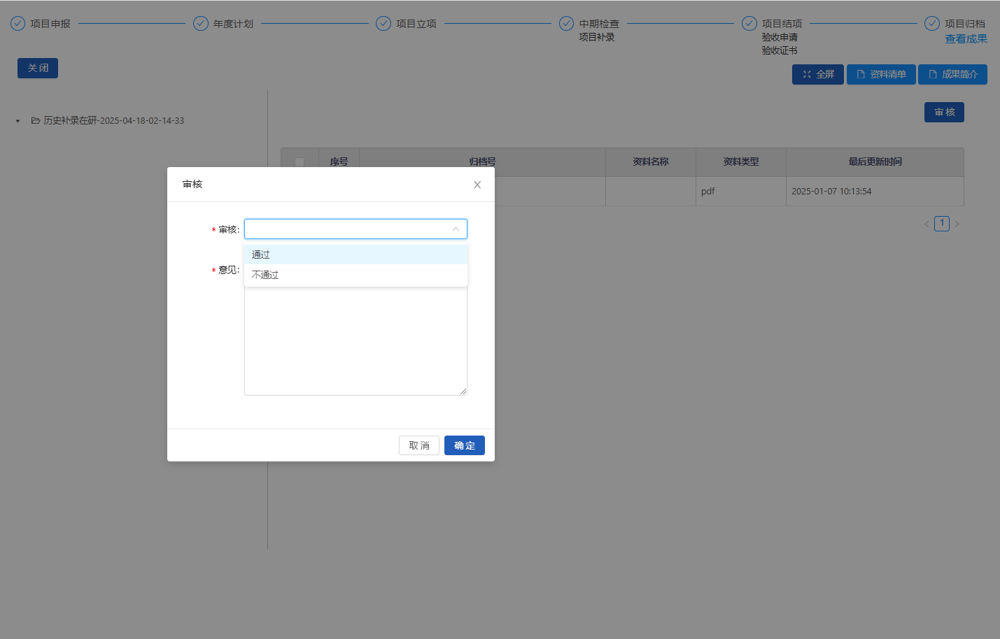 项目申报
年度计划
项目立项
中期检查
项目补录
项目结项
验收申请
验收证书
项目归档
查看成果
关 闭
全屏
资料清单
成果简介
历史补录在研-2025-04-18-02-14-33
审 核
序号
归档号
资料名称
资料类型
最后更新时间
pdf
2025-01-07 10:13:54
< 1 >
审核
* 审核:
通过
不通过
* 意见:
取 消
确 定